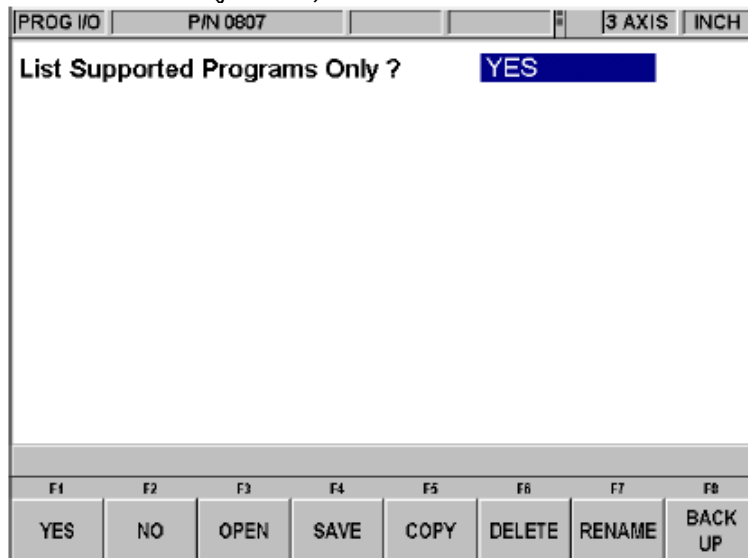 PROG I/O P/N 0807 3 AXIS INCH
List Supported Programs Only ? YES
F1 F2 F3 F4 F5 F6 F7 F8
YES NO OPEN SAVE COPY DELETE RENAME BACK UP